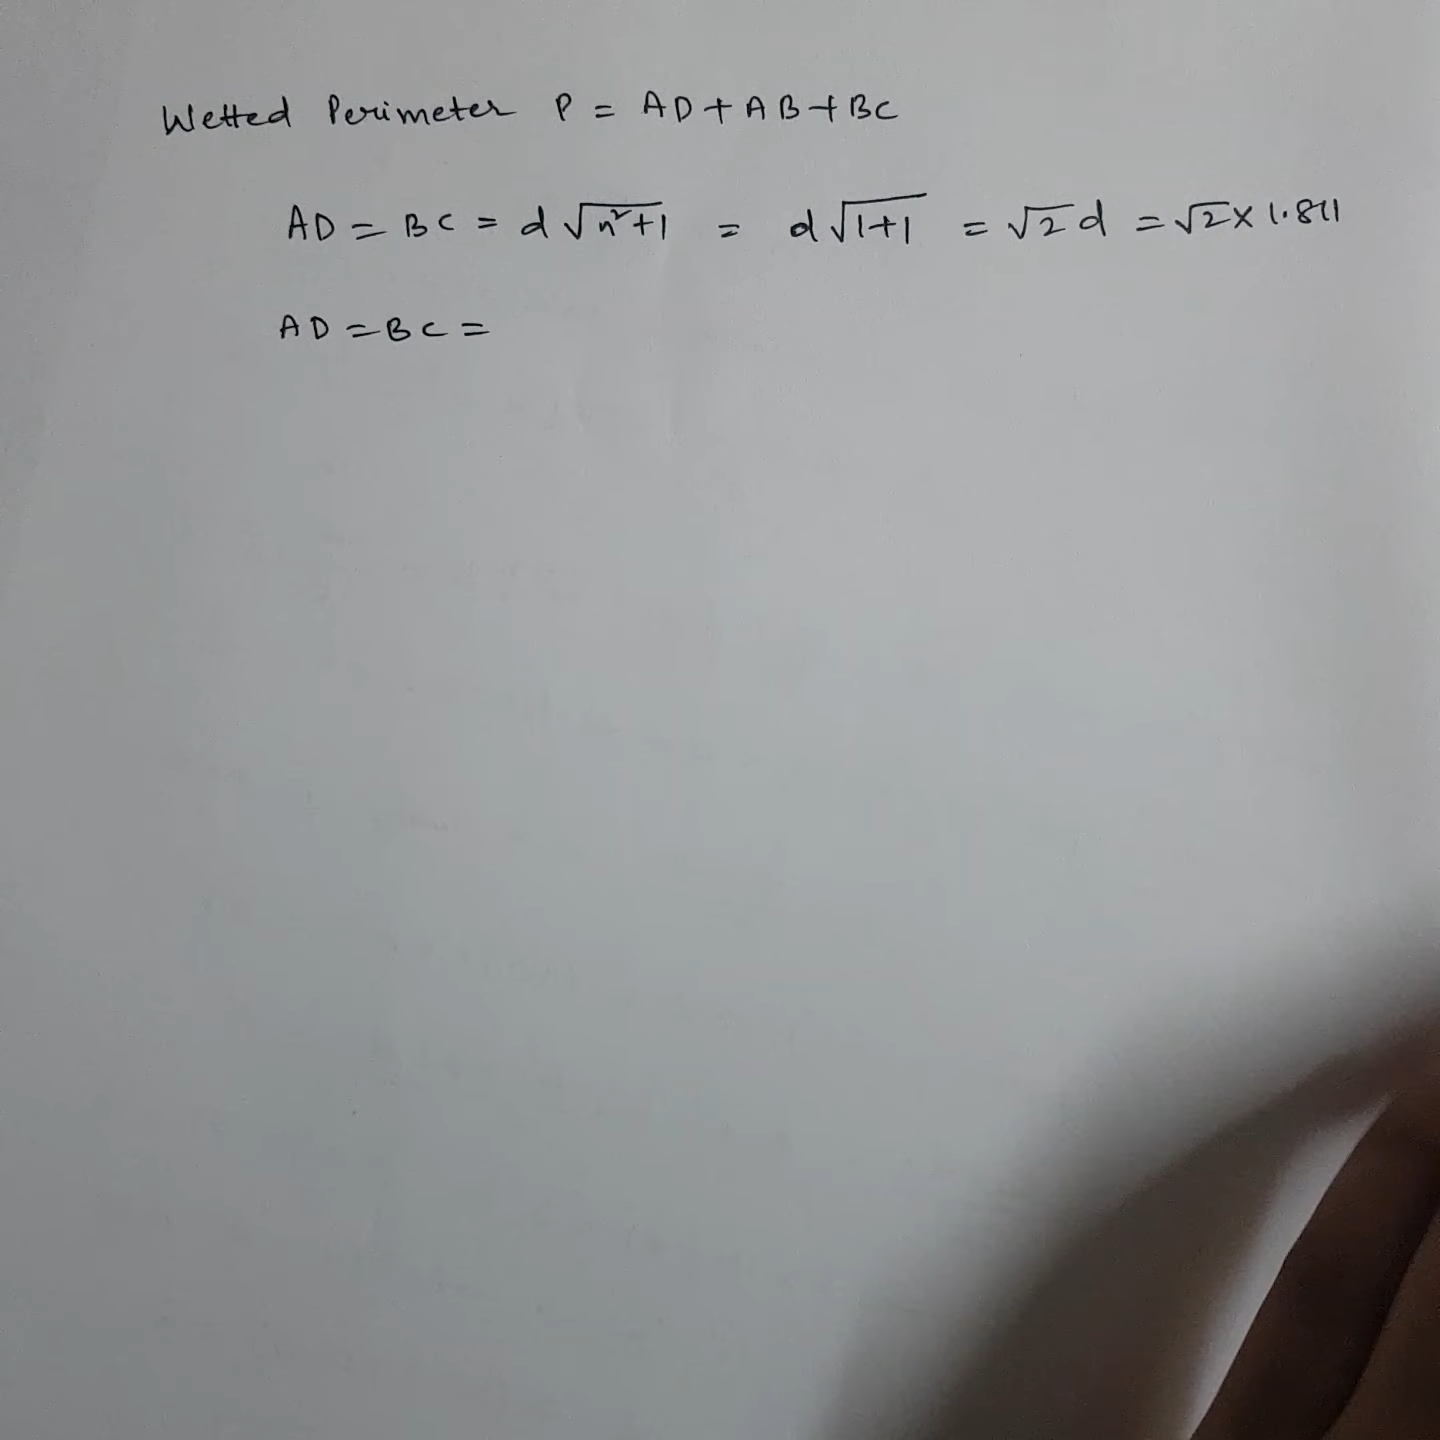 Wetted Perimeter P = AD + AB + BC
AD = BC = d √(n²+1) = d √(1+1) = √2 d = √2 × 1.811
AD = BC =